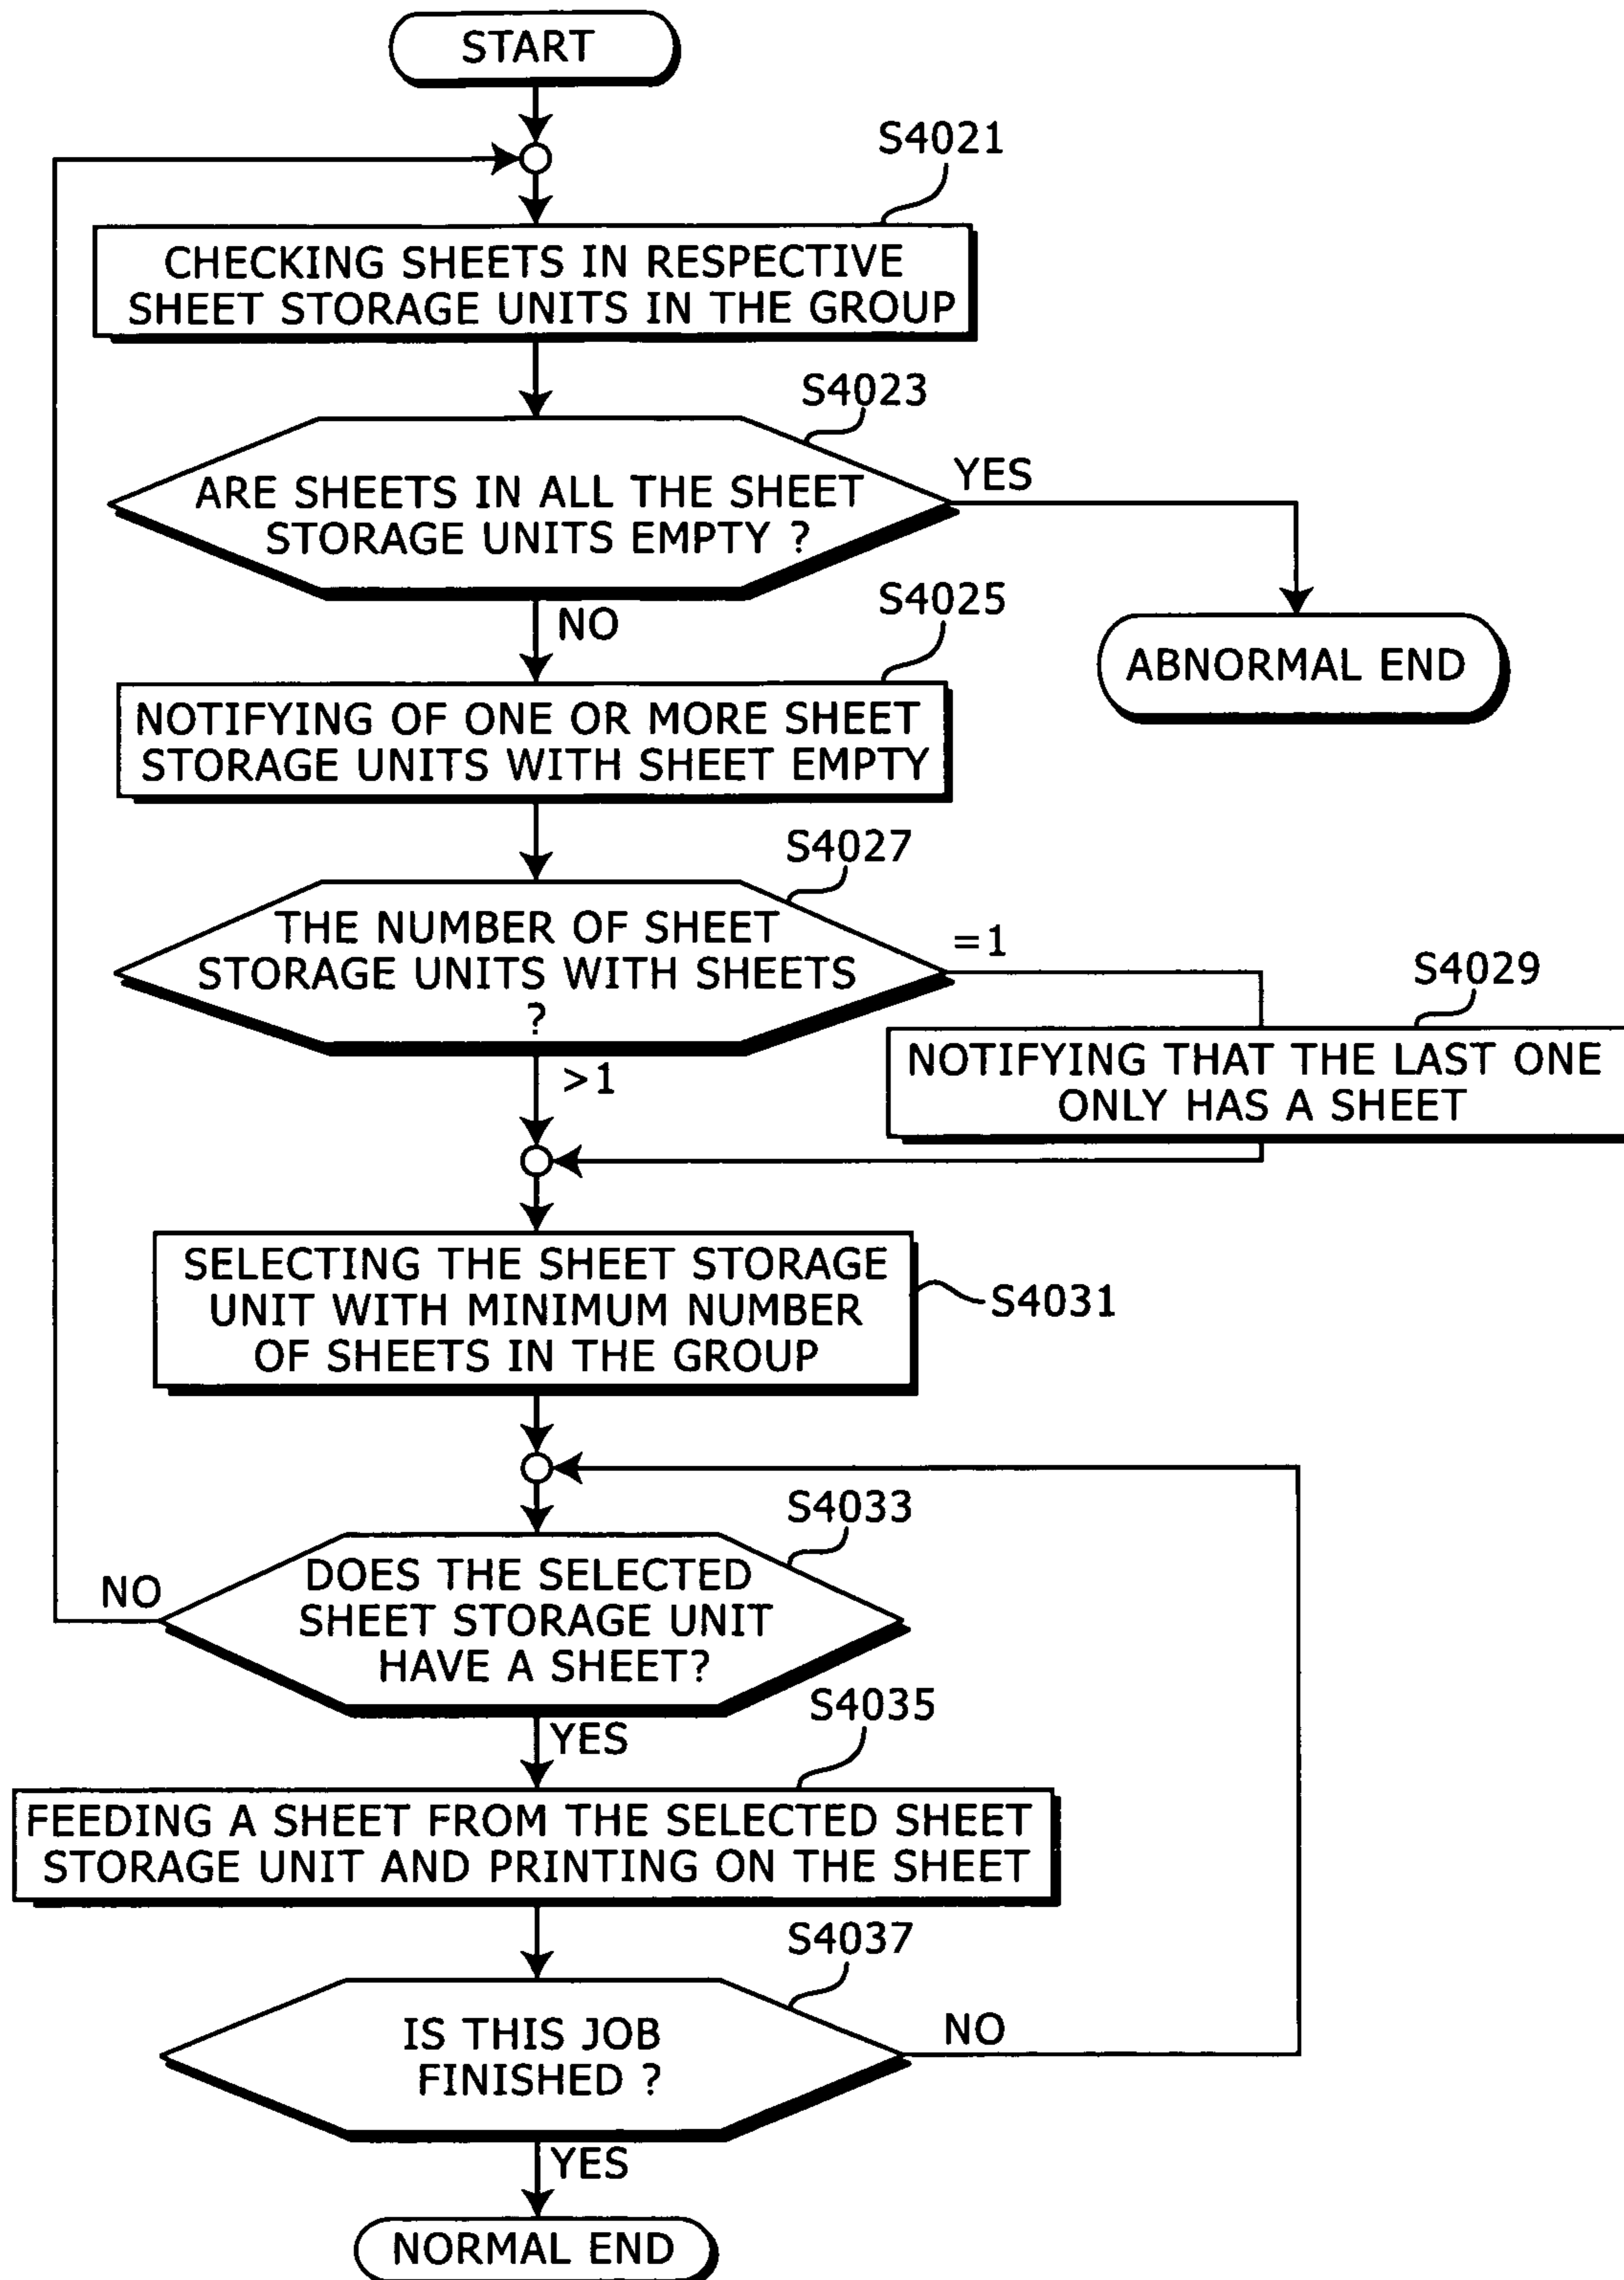 START
S4021
CHECKING SHEETS IN RESPECTIVE
SHEET STORAGE UNITS IN THE GROUP
S4023
ARE SHEETS IN ALL THE SHEET
STORAGE UNITS EMPTY ?
YES
NO
ABNORMAL END
S4025
NOTIFYING OF ONE OR MORE SHEET
STORAGE UNITS WITH SHEET EMPTY
S4027
THE NUMBER OF SHEET
STORAGE UNITS WITH SHEETS
?
=1
>1
S4029
NOTIFYING THAT THE LAST ONE
ONLY HAS A SHEET
SELECTING THE SHEET STORAGE
UNIT WITH MINIMUM NUMBER
OF SHEETS IN THE GROUP
S4031
S4033
DOES THE SELECTED
SHEET STORAGE UNIT
HAVE A SHEET?
NO
YES
S4035
FEEDING A SHEET FROM THE SELECTED SHEET
STORAGE UNIT AND PRINTING ON THE SHEET
S4037
IS THIS JOB
FINISHED ?
NO
YES
NORMAL END